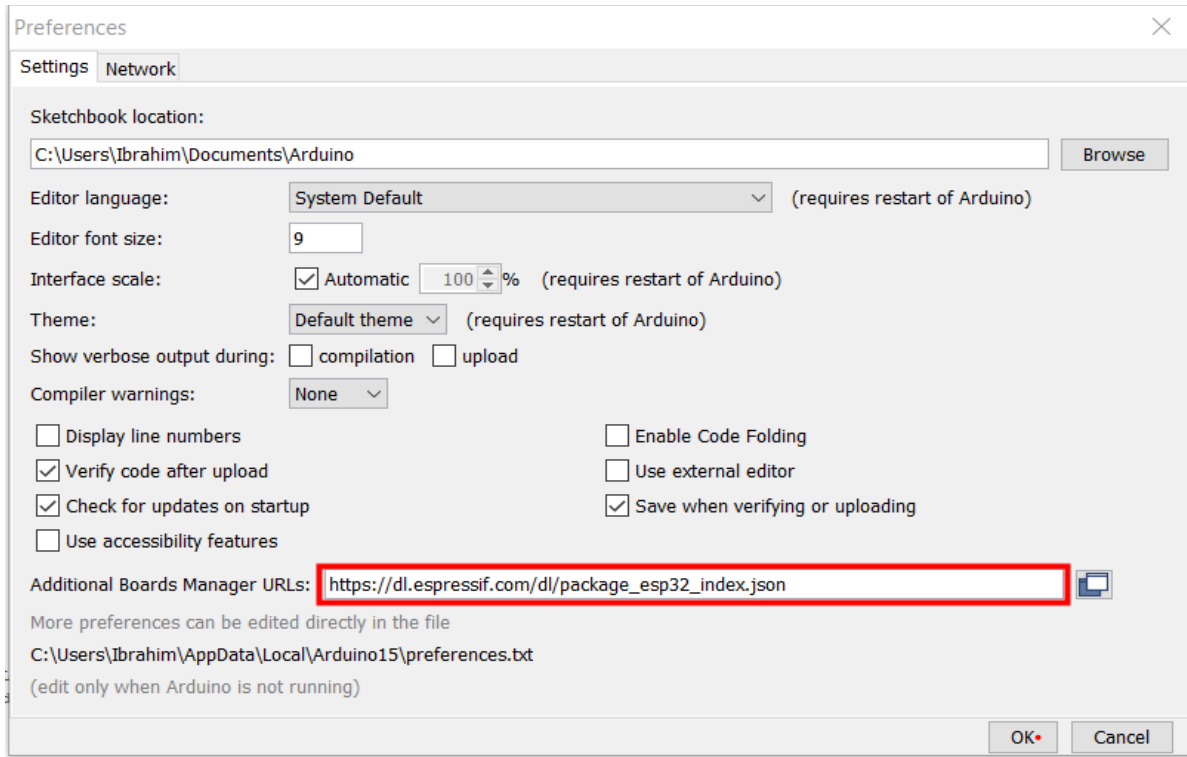 Preferences
Settings Network
Sketchbook location:
C:\Users\Ibrahim\Documents\Arduino Browse
Editor language: System Default (requires restart of Arduino)
Editor font size: 9
Interface scale: Automatic 100 % (requires restart of Arduino)
Theme: Default theme (requires restart of Arduino)
Show verbose output during: compilation upload
Compiler warnings: None
Display line numbers Enable Code Folding
Verify code after upload Use external editor
Check for updates on startup Save when verifying or uploading
Use accessibility features
Additional Boards Manager URLs: https://dl.espressif.com/dl/package_esp32_index.json
More preferences can be edited directly in the file
C:\Users\Ibrahim\AppData\Local\Arduino15\preferences.txt
(edit only when Arduino is not running)
OK Cancel